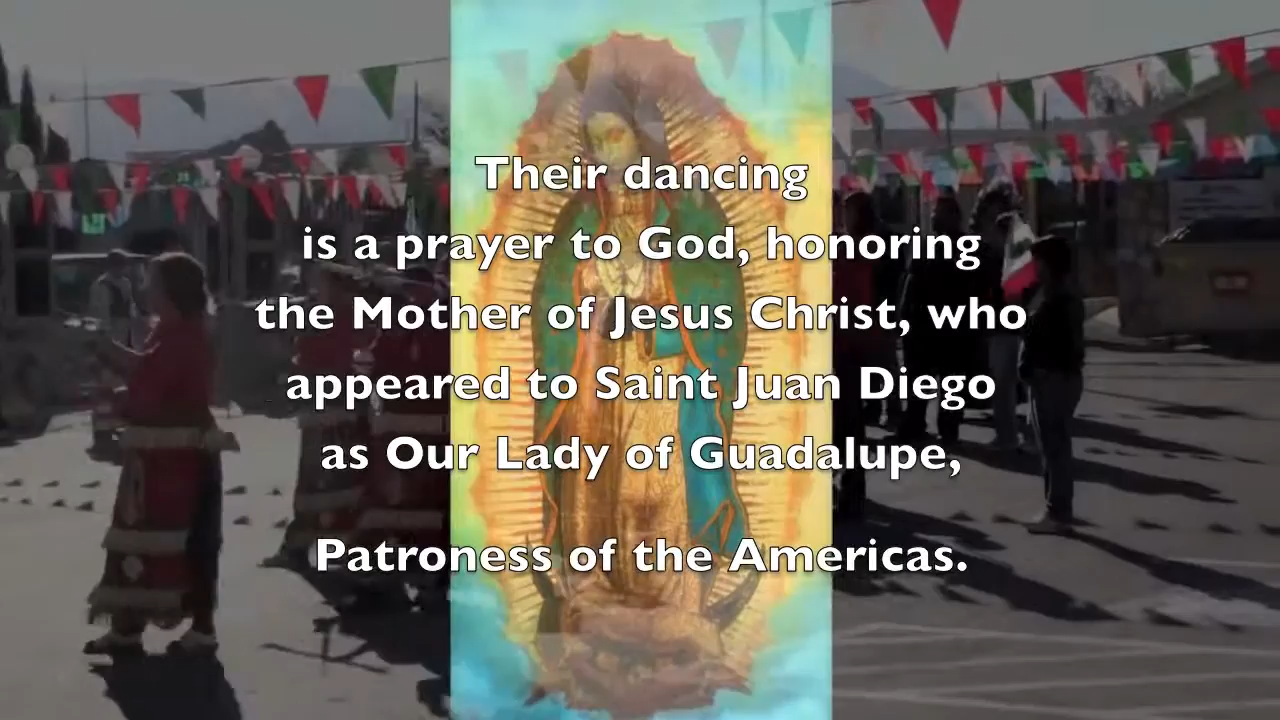 Their dancing
is a prayer to God, honoring
the Mother of Jesus Christ, who
appeared to Saint Juan Diego
as Our Lady of Guadalupe,
Patroness of the Americas.